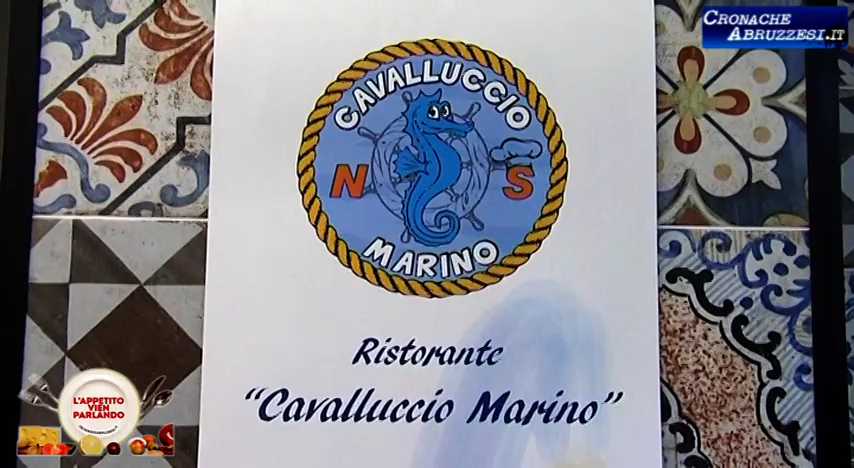 CRONACHE
ABRUZZESI.IT
CAVALLUCCIO
N S
MARINO
Ristorante
"Cavalluccio Marino"
L'APPETITO
VIEN
PARLANDO